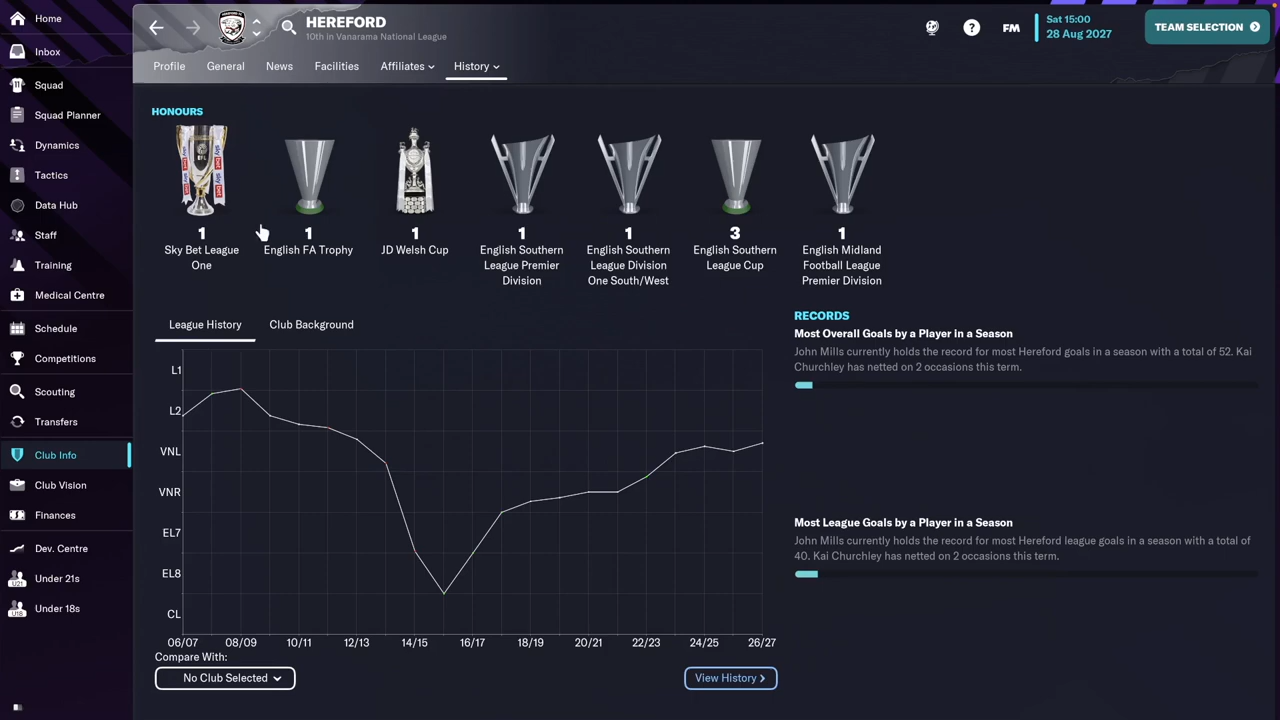 Home
Inbox
Squad
Squad Planner
Dynamics
Tactics
Data Hub
Staff
Training
Medical Centre
Schedule
Competitions
Scouting
Transfers
Club Info
Club Vision
Finances
Dev. Centre
U21
Under 21s
U18
Under 18s
HEREFORD
10th in Vanarama National League
?
FM
Sat 15:00
28 Aug 2027
TEAM SELECTION
Profile
General
News
Facilities
Affiliates
History
HONOURS
1
Sky Bet League
One
1
English FA Trophy
1
JD Welsh Cup
1
English Southern
League Premier
Division
1
English Southern
League Division
One South/West
3
English Southern
League Cup
1
English Midland
Football League
Premier Division
League History
Club Background
L1
L2
VNL
VNR
EL7
EL8
CL
06/07
08/09
10/11
12/13
14/15
16/17
18/19
20/21
22/23
24/25
26/27
Compare With:
No Club Selected
View History
RECORDS
Most Overall Goals by a Player in a Season
John Mills currently holds the record for most Hereford goals in a season with a total of 52. Kai
Churchley has netted on 2 occasions this term.
Most League Goals by a Player in a Season
John Mills currently holds the record for most Hereford league goals in a season with a total of
40. Kai Churchley has netted on 2 occasions this term.